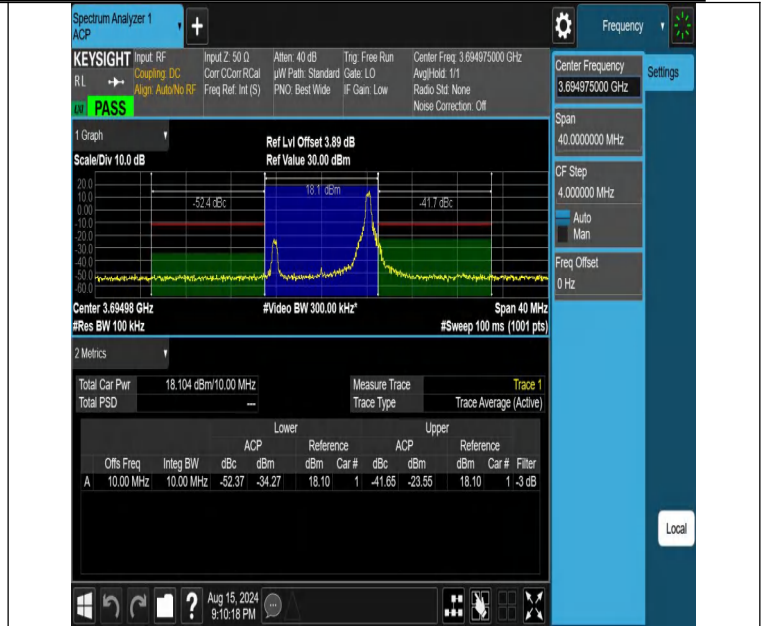 Spectrum Analyzer 1
ACP
+
Frequency
KEYSIGHT Input: RF Input Z: 50 Ω Atten: 40 dB Trig: Free Run Center Freq: 3.694975000 GHz
RL Coupling: DC Corr CCorr RCal µW Path: Standard Gate: LO Avg|Hold: 1/1
Align: Auto/No RF Freq Ref: Int (S) PNO: Best Wide IF Gain: Low Radio Std: None
LXI PASS Noise Correction: Off
Center Frequency
3.694975000 GHz
Settings
Span
40.0000000 MHz
CF Step
4.000000 MHz
Auto
Man
Freq Offset
0 Hz
1 Graph
Ref Lvl Offset 3.89 dB
Scale/Div 10.0 dB Ref Value 30.00 dBm
20.0
10.0
0.00
-10.0
-20.0
-30.0
-40.0
-50.0
-60.0
-52.4 dBc
18.1 dBm
-41.7 dBc
Center 3.69498 GHz #Video BW 300.00 kHz* Span 40 MHz
#Res BW 100 kHz #Sweep 100 ms (1001 pts)
2 Metrics
Total Car Pwr 18.104 dBm/10.00 MHz Measure Trace Trace 1
Total PSD --- Trace Type Trace Average (Active)
Lower Upper
ACP Reference ACP Reference
Offs Freq Integ BW dBc dBm dBm Car # dBc dBm dBm Car # Filter
A 10.00 MHz 10.00 MHz -52.37 -34.27 18.10 1 -41.65 -23.55 18.10 1 -3 dB
Local
? Aug 15, 2024
9:10:18 PM